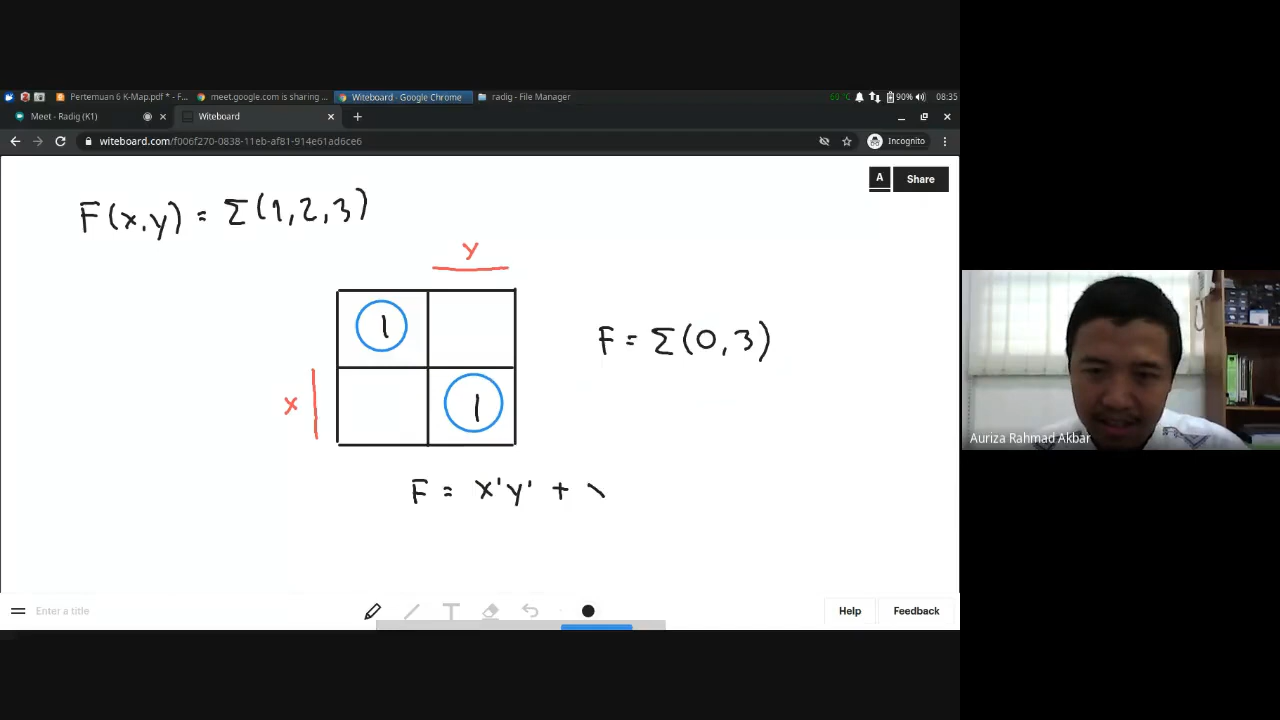 Pertemuan 6 K-Map.pdf * - F...
meet.google.com is sharing ...
Witeboard - Google Chrome
radig - File Manager
60 °C
90%
08:35
Meet - Radig (K1)
Witeboard
witeboard.com/f006f270-0838-11eb-af81-914e61ad6ce6
Incognito
A
Share
F(x,y) = Σ(1,2,3)
y
1
F = Σ(0,3)
x
1
F = x'y' +
Auriza Rahmad Akbar
Enter a title
T
Help
Feedback